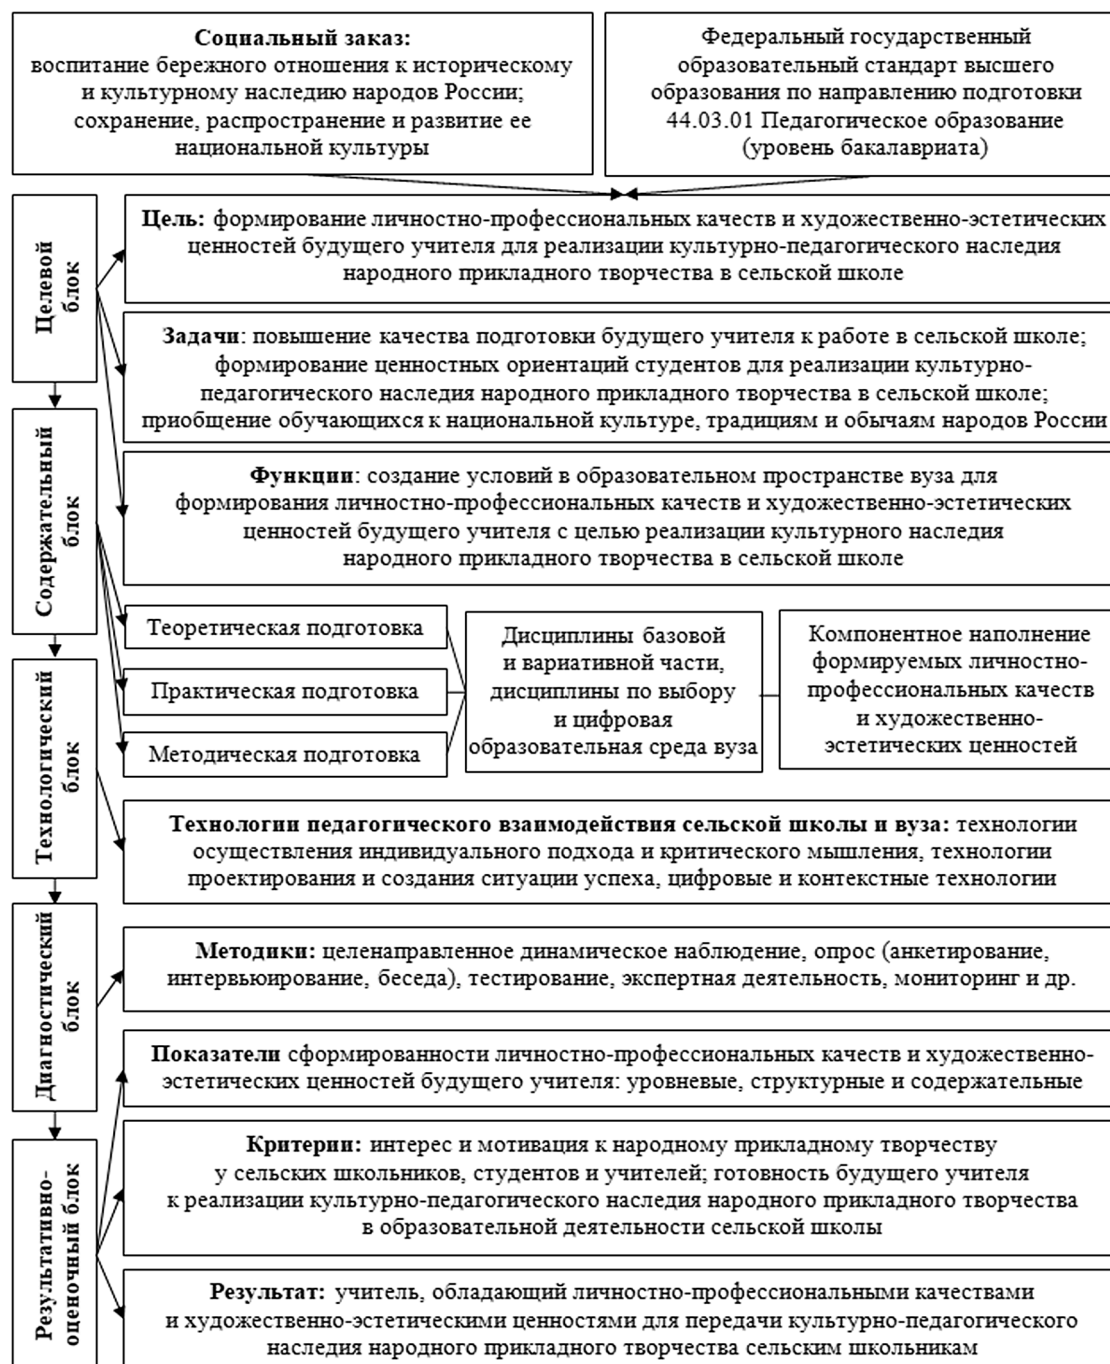 Социальный заказ:
воспитание бережного отношения к историческому
и культурному наследию народов России;
сохранение, распространение и развитие ее
национальной культуры
Федеральный государственный
образовательный стандарт высшего
образования по направлению подготовки
44.03.01 Педагогическое образование
(уровень бакалавриата)
Целевой
блок
Цель: формирование личностно-профессиональных качеств и художественно-эстетических
ценностей будущего учителя для реализации культурно-педагогического наследия
народного прикладного творчества в сельской школе
Задачи: повышение качества подготовки будущего учителя к работе в сельской школе;
формирование ценностных ориентаций студентов для реализации культурно-
педагогического наследия народного прикладного творчества в сельской школе;
приобщение обучающихся к национальной культуре, традициям и обычаям народов России
Функции: создание условий в образовательном пространстве вуза для
формирования личностно-профессиональных качеств и художественно-эстетических
ценностей будущего учителя с целью реализации культурного наследия
народного прикладного творчества в сельской школе
Содержательный
блок
Теоретическая подготовка
Практическая подготовка
Методическая подготовка
Дисциплины базовой
и вариативной части,
дисциплины по выбору
и цифровая
образовательная среда вуза
Компонентное наполнение
формируемых личностно-
профессиональных качеств
и художественно-
эстетических ценностей
Технологический
блок
Технологии педагогического взаимодействия сельской школы и вуза: технологии
осуществления индивидуального подхода и критического мышления, технологии
проектирования и создания ситуации успеха, цифровые и контекстные технологии
Диагностический
блок
Методики: целенаправленное динамическое наблюдение, опрос (анкетирование,
интервьюирование, беседа), тестирование, экспертная деятельность, мониторинг и др.
Результативно-
оценочный блок
Показатели сформированности личностно-профессиональных качеств и художественно-
эстетических ценностей будущего учителя: уровневые, структурные и содержательные
Критерии: интерес и мотивация к народному прикладному творчеству
у сельских школьников, студентов и учителей; готовность будущего учителя
к реализации культурно-педагогического наследия народного прикладного творчества
в образовательной деятельности сельской школы
Результат: учитель, обладающий личностно-профессиональными качествами
и художественно-эстетическими ценностями для передачи культурно-педагогического
наследия народного прикладного творчества сельским школьникам